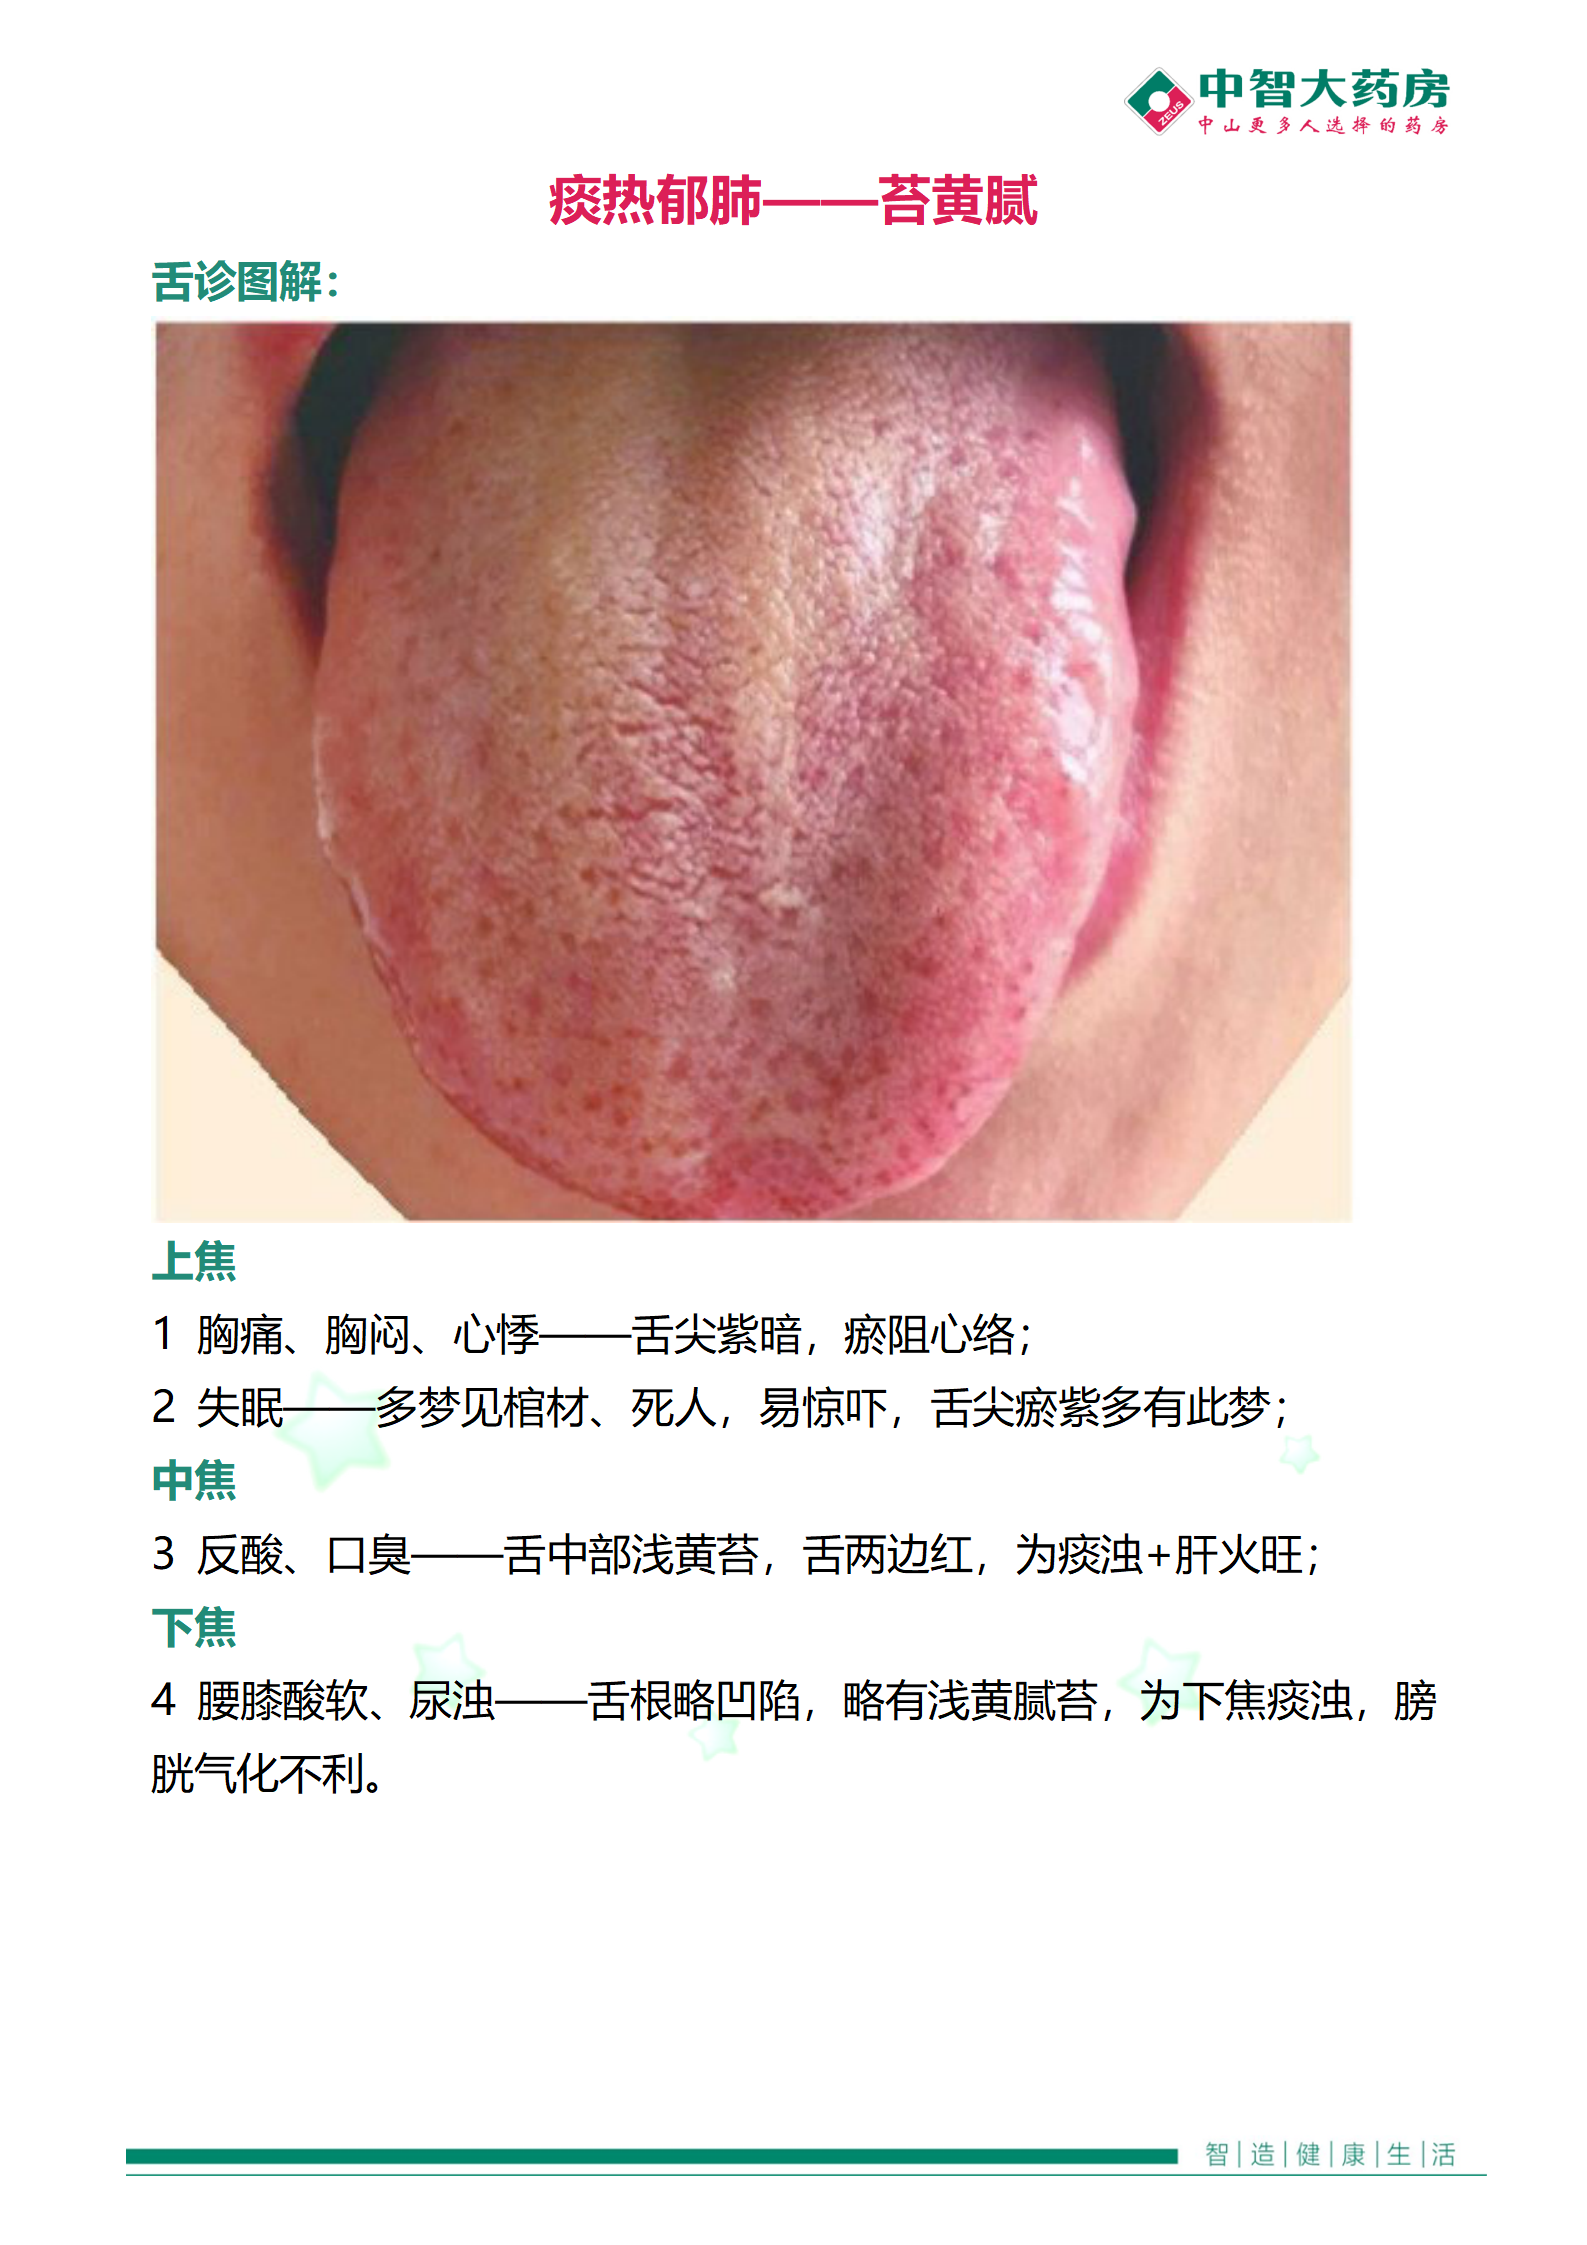 中智大药房
ZEUS
中山更多人选择的药房
痰热郁肺——苔黄腻
舌诊图解：
上焦
1 胸痛、胸闷、心悸——舌尖紫暗，瘀阻心络；
2 失眠——多梦见棺材、死人，易惊吓，舌尖瘀紫多有此梦；
中焦
3 反酸、口臭——舌中部浅黄苔，舌两边红，为痰浊+肝火旺；
下焦
4 腰膝酸软、尿浊——舌根略凹陷，略有浅黄腻苔，为下焦痰浊，膀
胱气化不利。
智|造|健|康|生|活